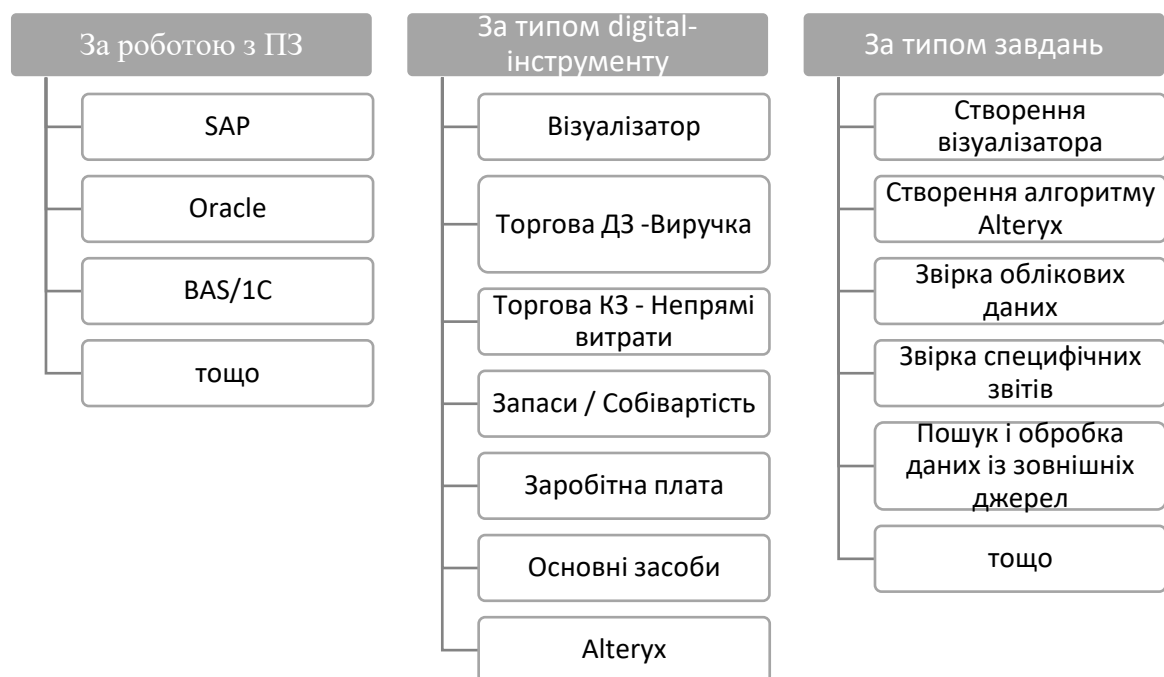 За роботою з ПЗ
SAP
Oracle
BAS/1C
тощо
За типом digital-
інструменту
Візуалізатор
Торгова ДЗ -Виручка
Торгова КЗ - Непрямі
витрати
Запаси / Собівартість
Заробітна плата
Основні засоби
Alteryx
За типом завдань
Створення
візуалізатора
Створення алгоритму
Alteryx
Звірка облікових
даних
Звірка специфічних
звітів
Пошук і обробка
даних із зовнішніх
джерел
тощо